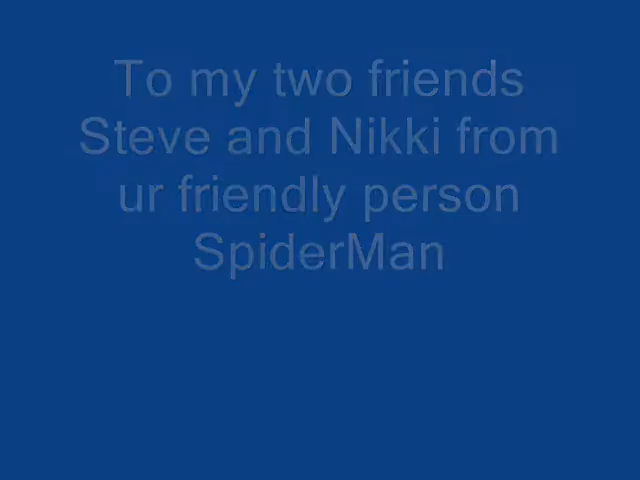 To my two friends
Steve and Nikki from
ur friendly person
SpiderMan